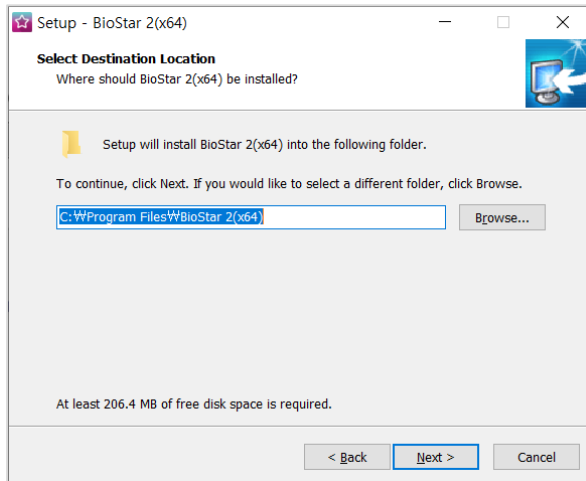 Setup - BioStar 2(x64)
Select Destination Location
Where should BioStar 2(x64) be installed?
Setup will install BioStar 2(x64) into the following folder.
To continue, click Next. If you would like to select a different folder, click Browse.
C:₩Program Files₩BioStar 2(x64)
Browse...
At least 206.4 MB of free disk space is required.
< Back
Next >
Cancel